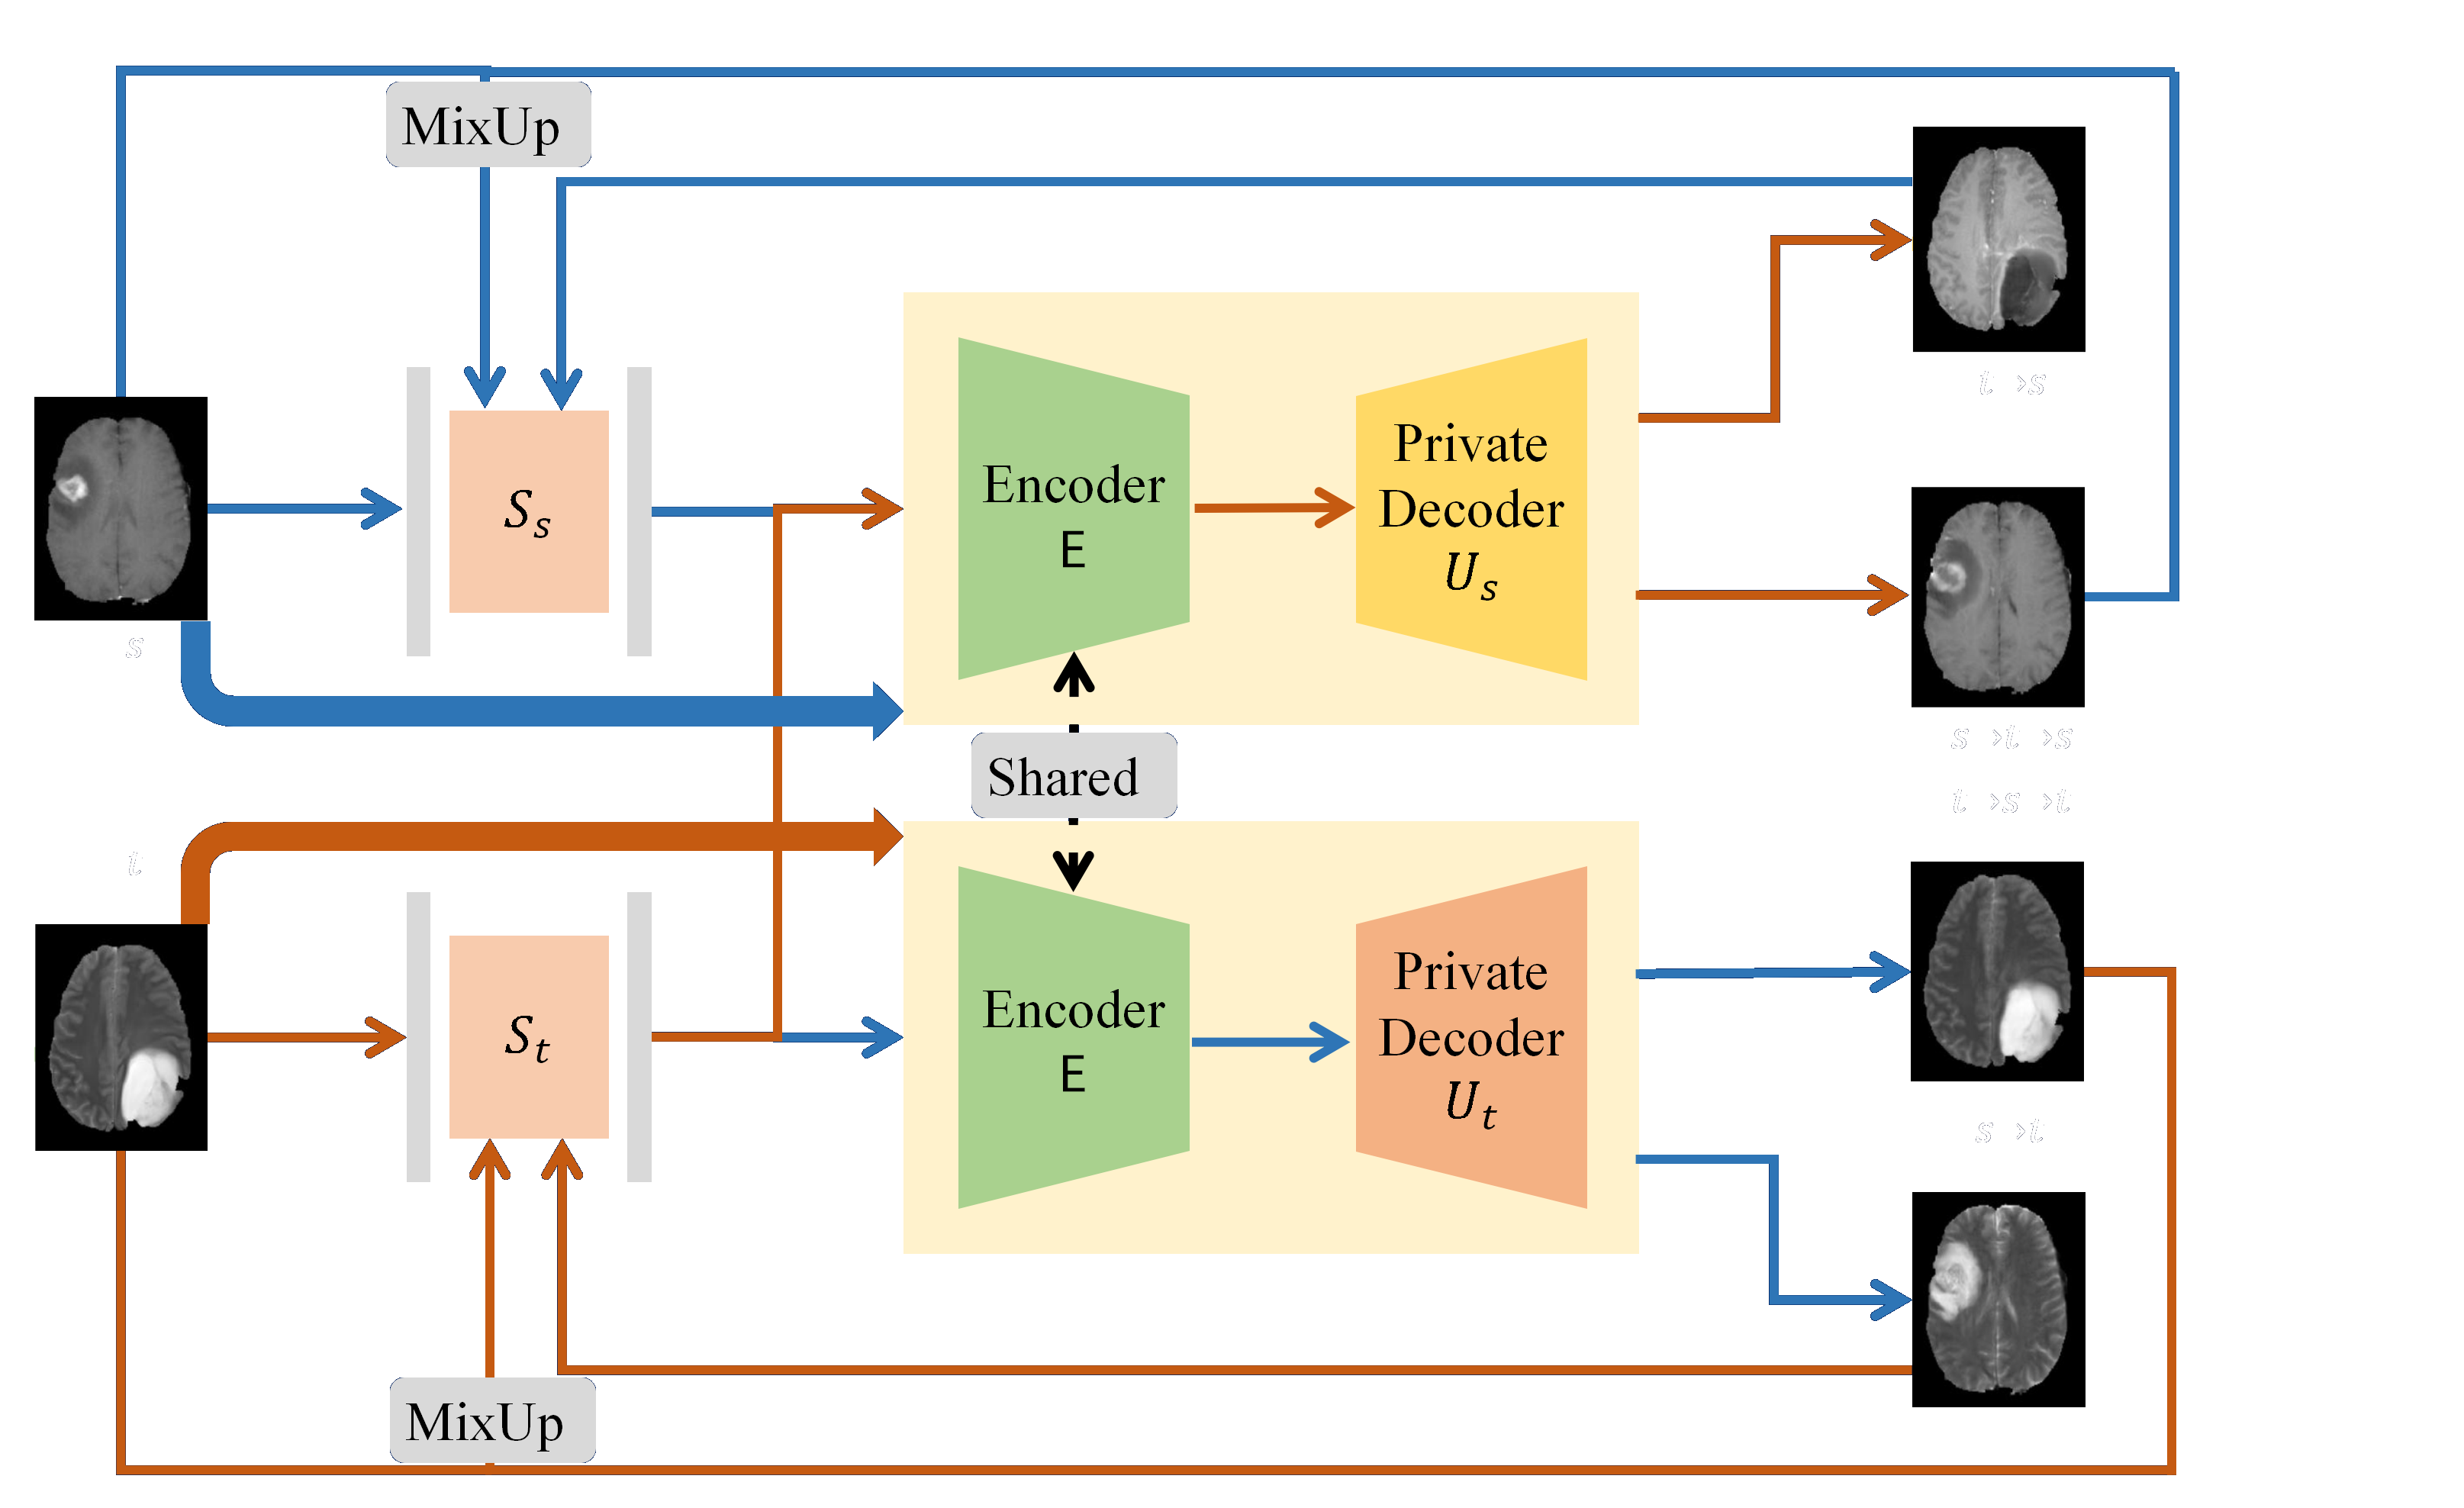 MixUp
t→s
S_s
Encoder
E
Private
Decoder
U_s
s
s→t→s
Shared
t→s→t
t
S_t
Encoder
E
Private
Decoder
U_t
s→t
MixUp